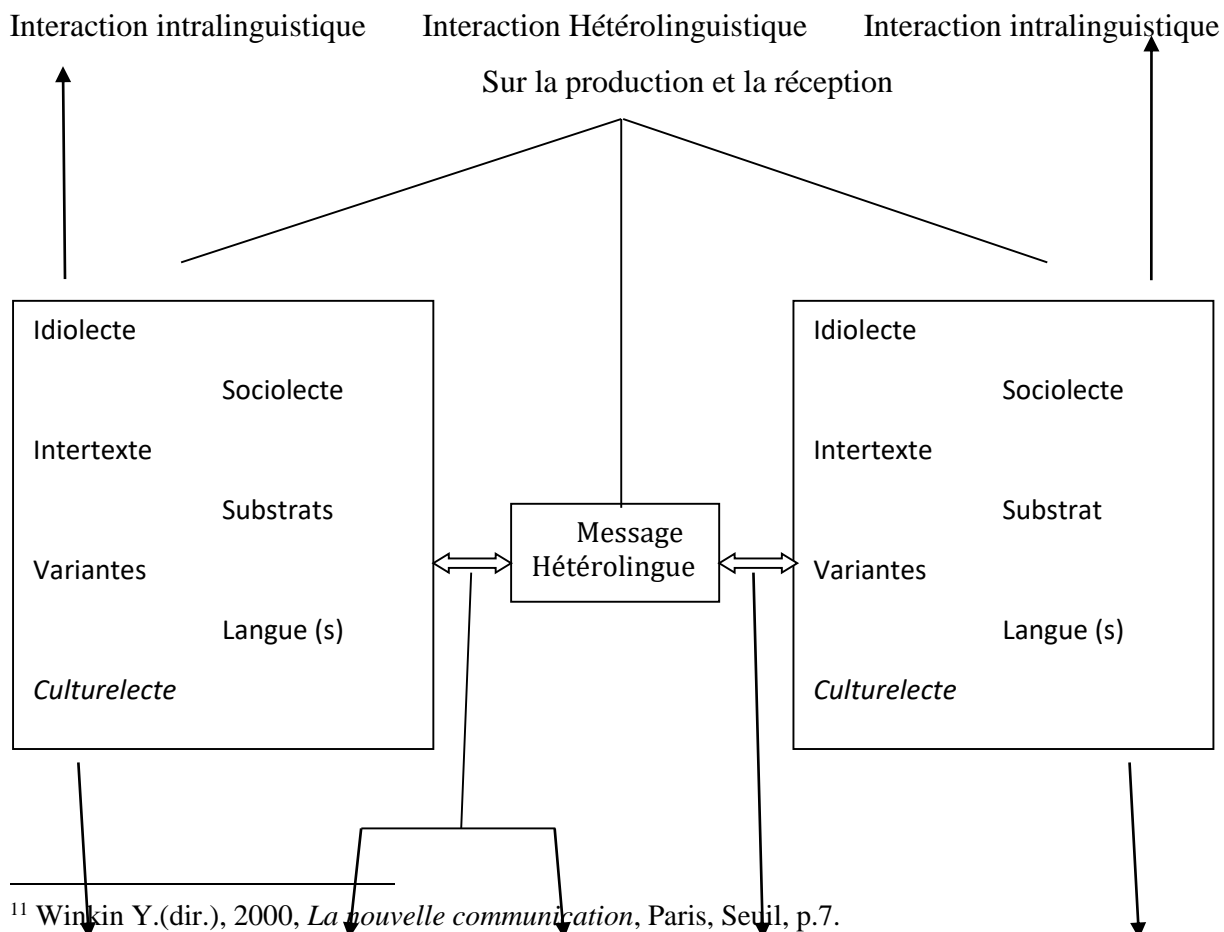 Interaction intralinguistique Interaction Hétérolinguistique Interaction intralinguistique
Sur la production et la réception
Idiolecte
Sociolecte
Intertexte
Substrats
Variantes
Langue (s)
Culturelecte
Message
Hétérolingue
Idiolecte
Sociolecte
Intertexte
Substrat
Variantes
Langue (s)
Culturelecte
11 Winkin Y.(dir.), 2000, La nouvelle communication, Paris, Seuil, p.7.